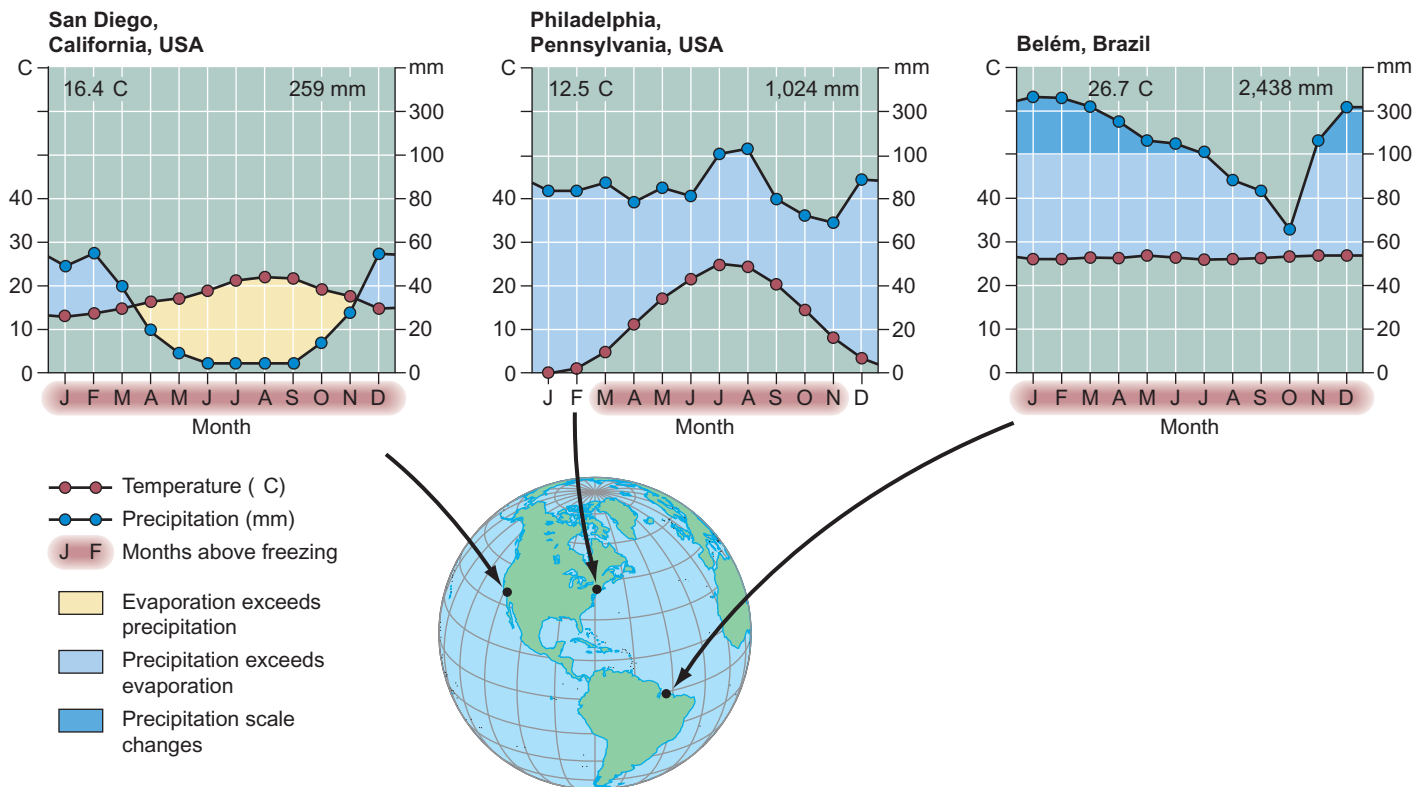 San Diego,
California, USA
C
mm
16.4 C
259 mm
300
100
40
80
30
60
20
40
10
20
0
0
J F M A M J J A S O N D
Month
Philadelphia,
Pennsylvania, USA
C
mm
12.5 C
1,024 mm
300
100
40
80
30
60
20
40
10
20
0
0
J F M A M J J A S O N D
Month
Belém, Brazil
C
mm
26.7 C
2,438 mm
300
100
40
80
30
60
20
40
10
20
0
0
J F M A M J J A S O N D
Month
Temperature ( C)
Precipitation (mm)
J F Months above freezing
Evaporation exceeds
precipitation
Precipitation exceeds
evaporation
Precipitation scale
changes